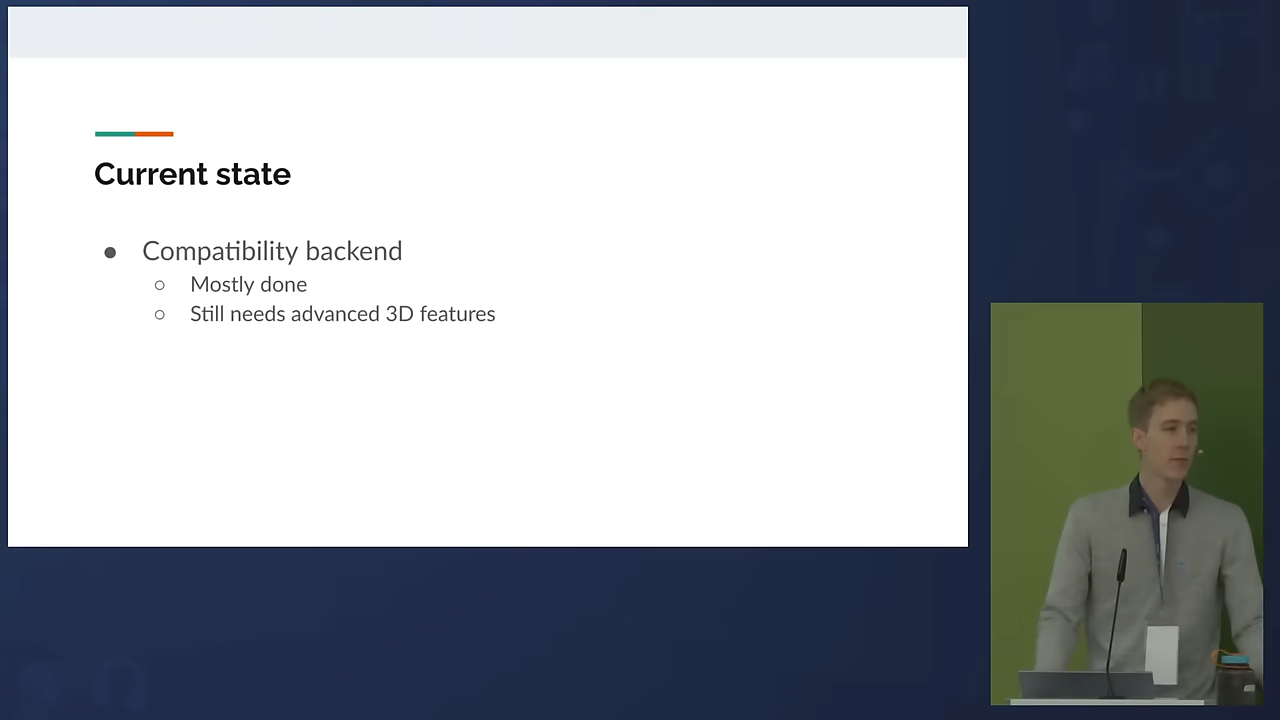 Current state
● Compatibility backend
○ Mostly done
○ Still needs advanced 3D features